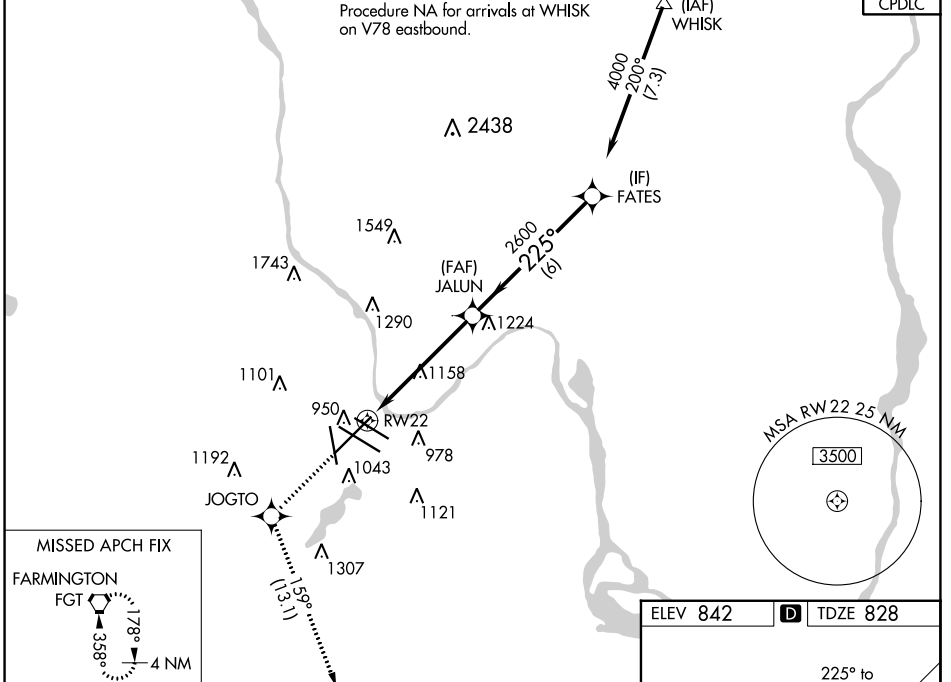 Procedure NA for arrivals at WHISK
on V78 eastbound.
(IAF)
WHISK
CPDLC
4000
200°
(7.3)
2438
(IF)
FATES
1549
2600
225°
(6)
1743
(FAF)
JALUN
1290
1224
1158
1101
950
RW22
978
1192
1043
JOGTO
1121
1307
159°
(13.1)
MSA RW22 25 NM
3500
MISSED APCH FIX
FARMINGTON
FGT
178°
358°
4 NM
ELEV 842
D
TDZE 828
225° to